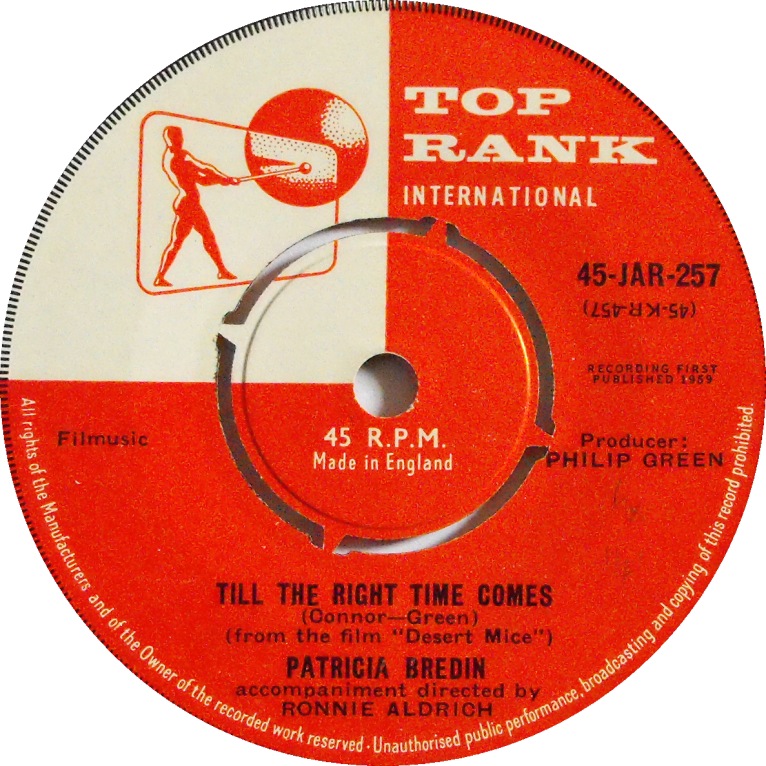 TOP
RANK
INTERNATIONAL
45-JAR-257
(45-KR-457)
RECORDING FIRST
PUBLISHED 1959
Filmusic
45 R.P.M.
Made in England
Producer:
PHILIP GREEN
TILL THE RIGHT TIME COMES
(Connor—Green)
(from the film "Desert Mice")
PATRICIA BREDIN
accompaniment directed by
RONNIE ALDRICH
All rights of the Manufacturers and of the Owner of the recorded work reserved · Unauthorised public performance, broadcasting and copying of this record prohibited.